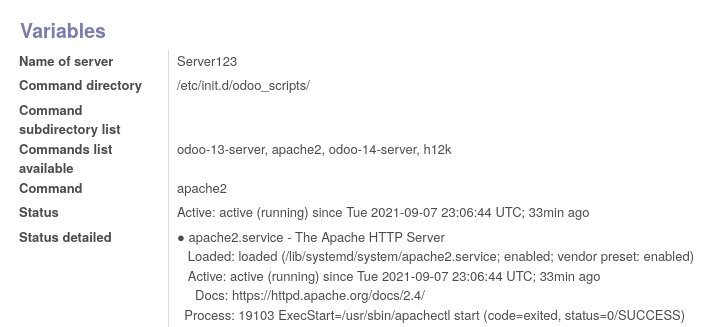 Variables
Name of server Server123
Command directory /etc/init.d/odoo_scripts/
Command
subdirectory list
Commands list odoo-13-server, apache2, odoo-14-server, h12k
available
Command apache2
Status Active: active (running) since Tue 2021-09-07 23:06:44 UTC; 33min ago
Status detailed ● apache2.service - The Apache HTTP Server
Loaded: loaded (/lib/systemd/system/apache2.service; enabled; vendor preset: enabled)
Active: active (running) since Tue 2021-09-07 23:06:44 UTC; 33min ago
Docs: https://httpd.apache.org/docs/2.4/
Process: 19103 ExecStart=/usr/sbin/apachectl start (code=exited, status=0/SUCCESS)